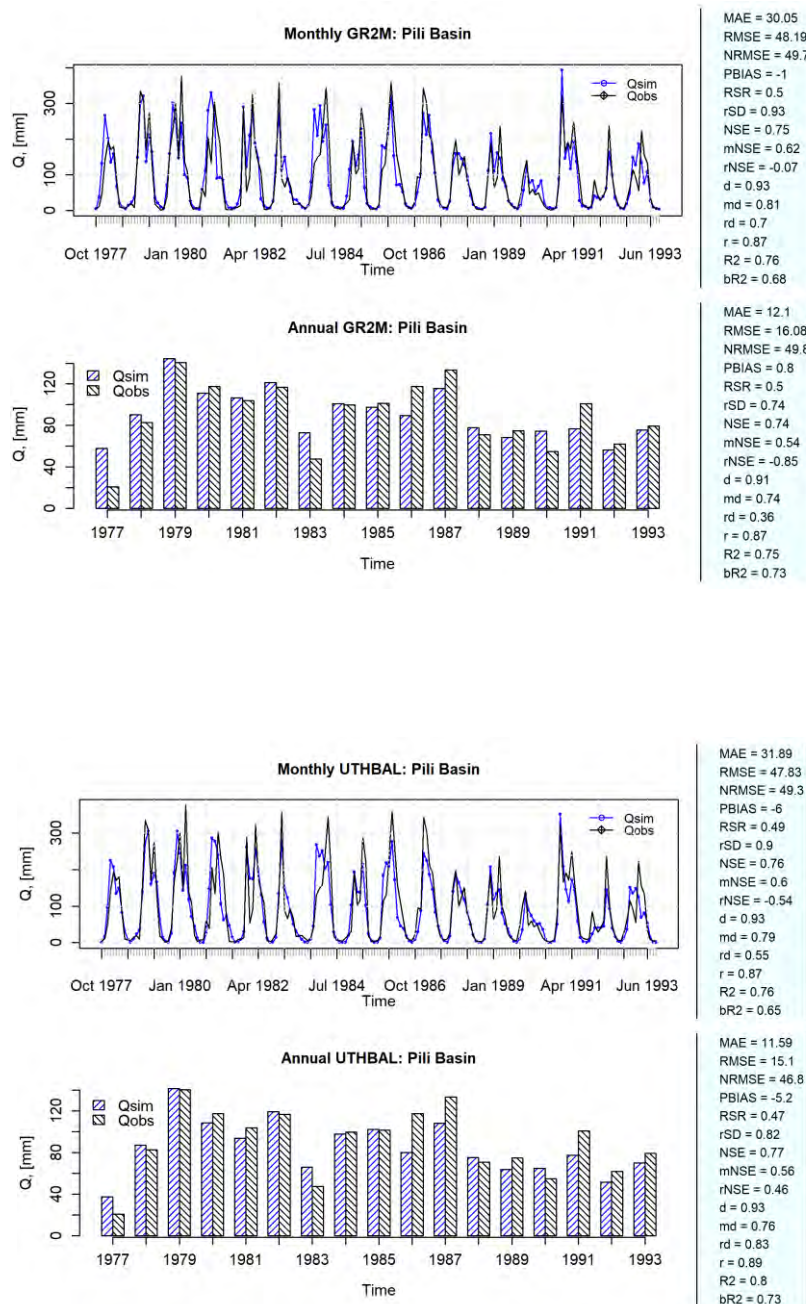 Monthly GR2M: Pili Basin
Q, [mm]
300
100
0
Qsim
Qobs
Oct 1977 Jan 1980 Apr 1982 Jul 1984 Oct 1986 Jan 1989 Apr 1991 Jun 1993
Time
MAE = 30.05
RMSE = 48.19
NRMSE = 49.7
PBIAS = -1
RSR = 0.5
rSD = 0.93
NSE = 0.75
mNSE = 0.62
rNSE = -0.07
d = 0.93
md = 0.81
rd = 0.7
r = 0.87
R2 = 0.76
bR2 = 0.68
Annual GR2M: Pili Basin
Q, [mm]
120
80
40
0
Qsim
Qobs
1977 1979 1981 1983 1985 1987 1989 1991 1993
Time
MAE = 12.1
RMSE = 16.08
NRMSE = 49.8
PBIAS = 0.8
RSR = 0.5
rSD = 0.74
NSE = 0.74
mNSE = 0.54
rNSE = -0.85
d = 0.91
md = 0.74
rd = 0.36
r = 0.87
R2 = 0.75
bR2 = 0.73
Monthly UTHBAL: Pili Basin
Q, [mm]
300
100
0
Qsim
Qobs
Oct 1977 Jan 1980 Apr 1982 Jul 1984 Oct 1986 Jan 1989 Apr 1991 Jun 1993
Time
MAE = 31.89
RMSE = 47.83
NRMSE = 49.3
PBIAS = -6
RSR = 0.49
rSD = 0.9
NSE = 0.76
mNSE = 0.6
rNSE = -0.54
d = 0.93
md = 0.79
rd = 0.55
r = 0.87
R2 = 0.76
bR2 = 0.65
Annual UTHBAL: Pili Basin
Q, [mm]
120
80
40
0
Qsim
Qobs
1977 1979 1981 1983 1985 1987 1989 1991 1993
Time
MAE = 11.59
RMSE = 15.1
NRMSE = 46.8
PBIAS = -5.2
RSR = 0.47
rSD = 0.82
NSE = 0.77
mNSE = 0.56
rNSE = 0.46
d = 0.93
md = 0.76
rd = 0.83
r = 0.89
R2 = 0.8
bR2 = 0.73